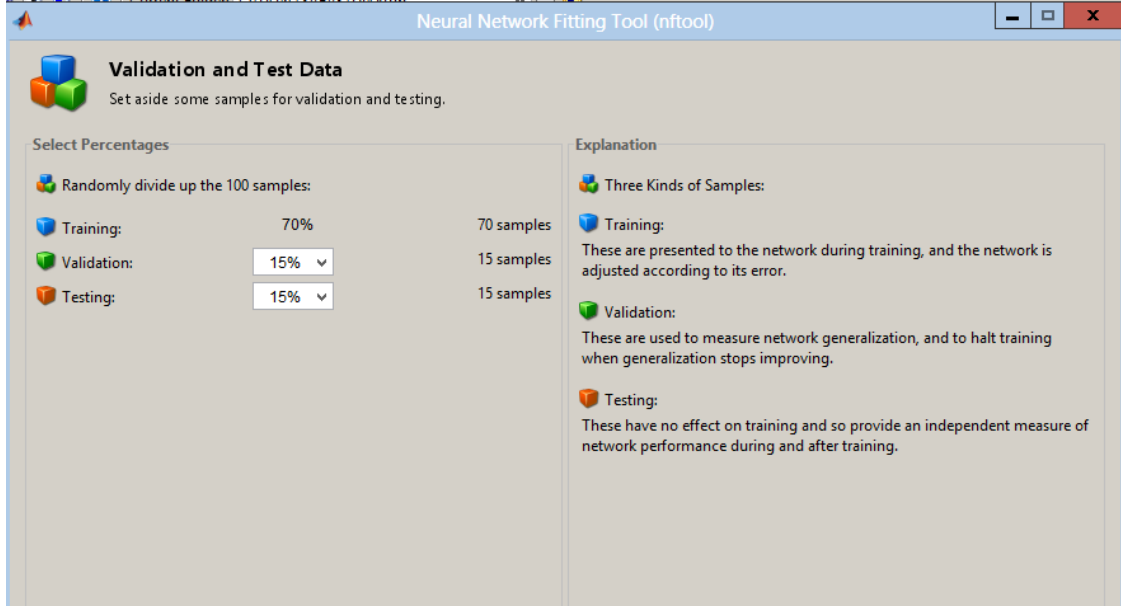 Neural Network Fitting Tool (nftool)
Validation and Test Data
Set aside some samples for validation and testing.
Select Percentages
Randomly divide up the 100 samples:
Training: 70% 70 samples
Validation: 15% 15 samples
Testing: 15% 15 samples
Explanation
Three Kinds of Samples:
Training:
These are presented to the network during training, and the network is
adjusted according to its error.
Validation:
These are used to measure network generalization, and to halt training
when generalization stops improving.
Testing:
These have no effect on training and so provide an independent measure of
network performance during and after training.